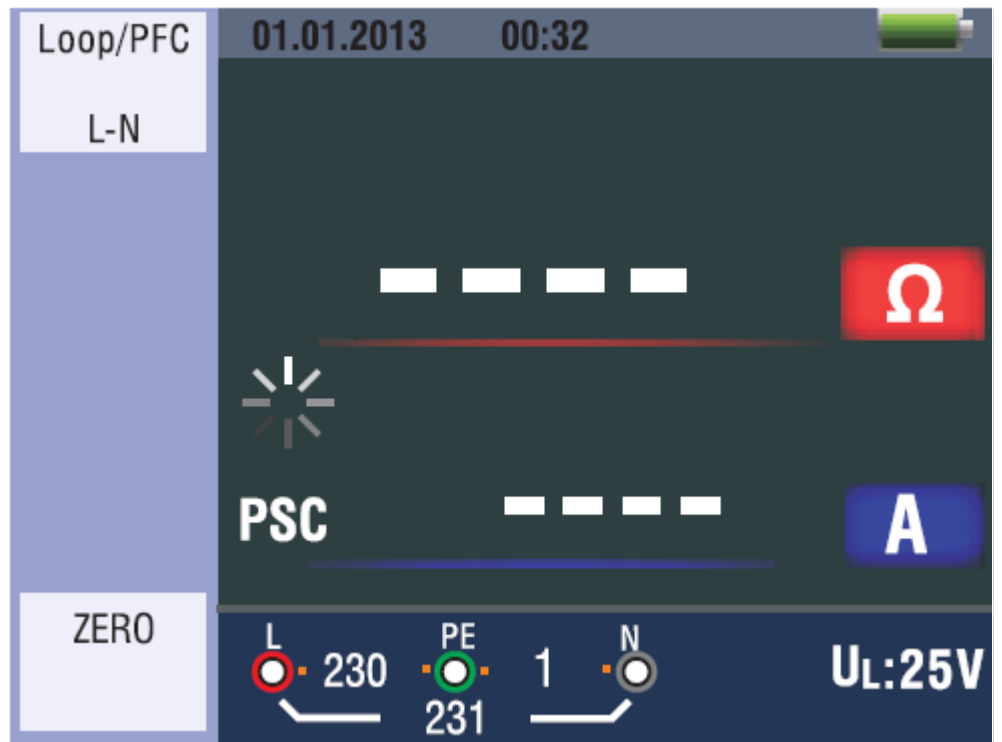 Loop/PFC
L-N
01.01.2013 00:32
---- Ω
PSC ---- A
ZERO
L PE N
230 1
231
UL:25V